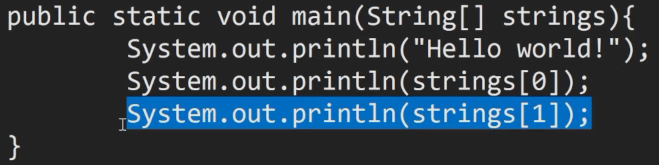 public static void main(String[] strings){
System.out.println("Hello world!");
System.out.println(strings[0]);
System.out.println(strings[1]);
}